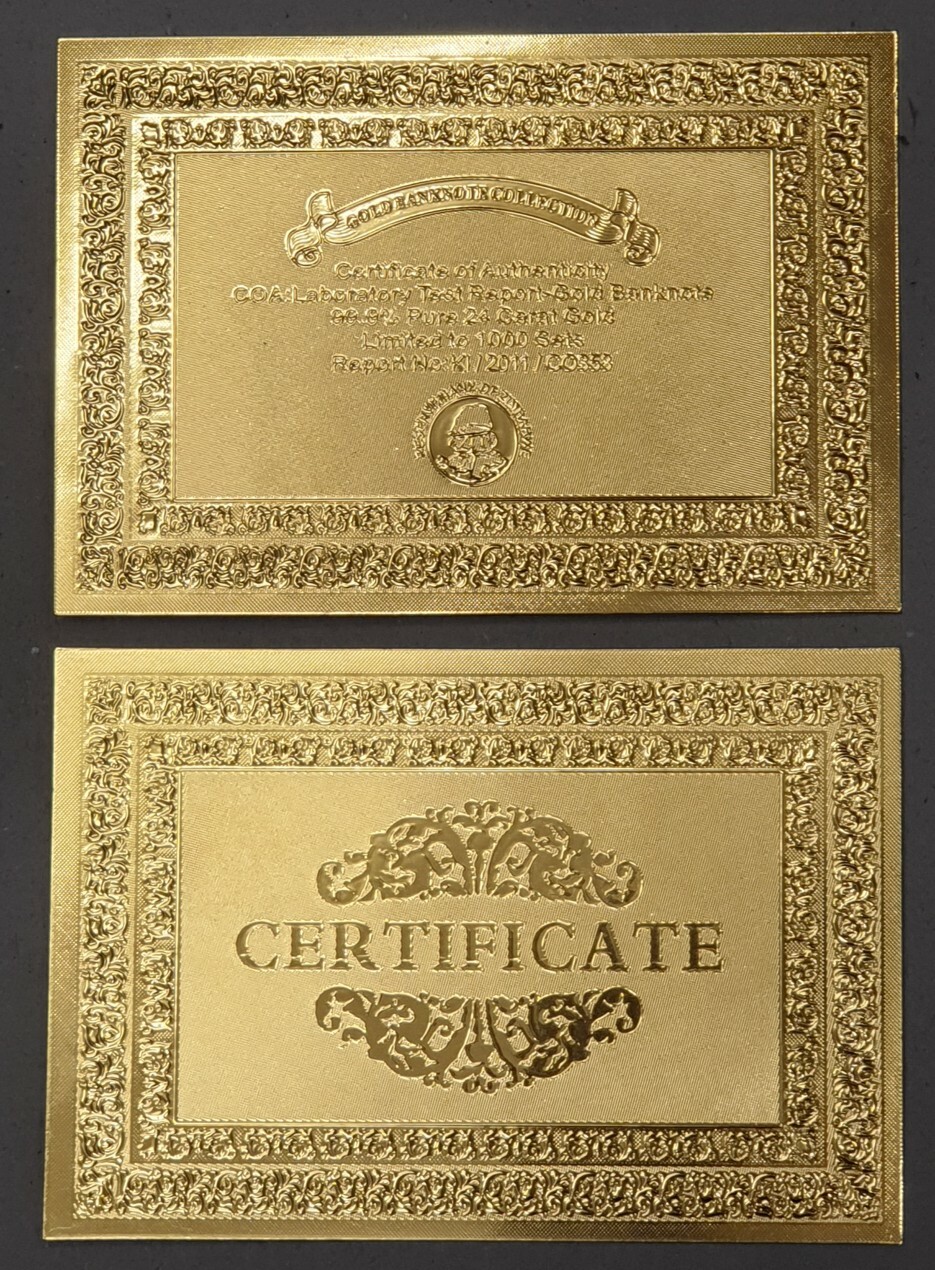 GOLD BANKNOTE COLLECTION
Certificate of Authenticity
COA:Laboratory Test Report-Gold Banknote
99.9% Pure 24 Carat Gold
Limited to 1000 Sets
Report No:KI / 2011 / CO353
CERTIFICATE